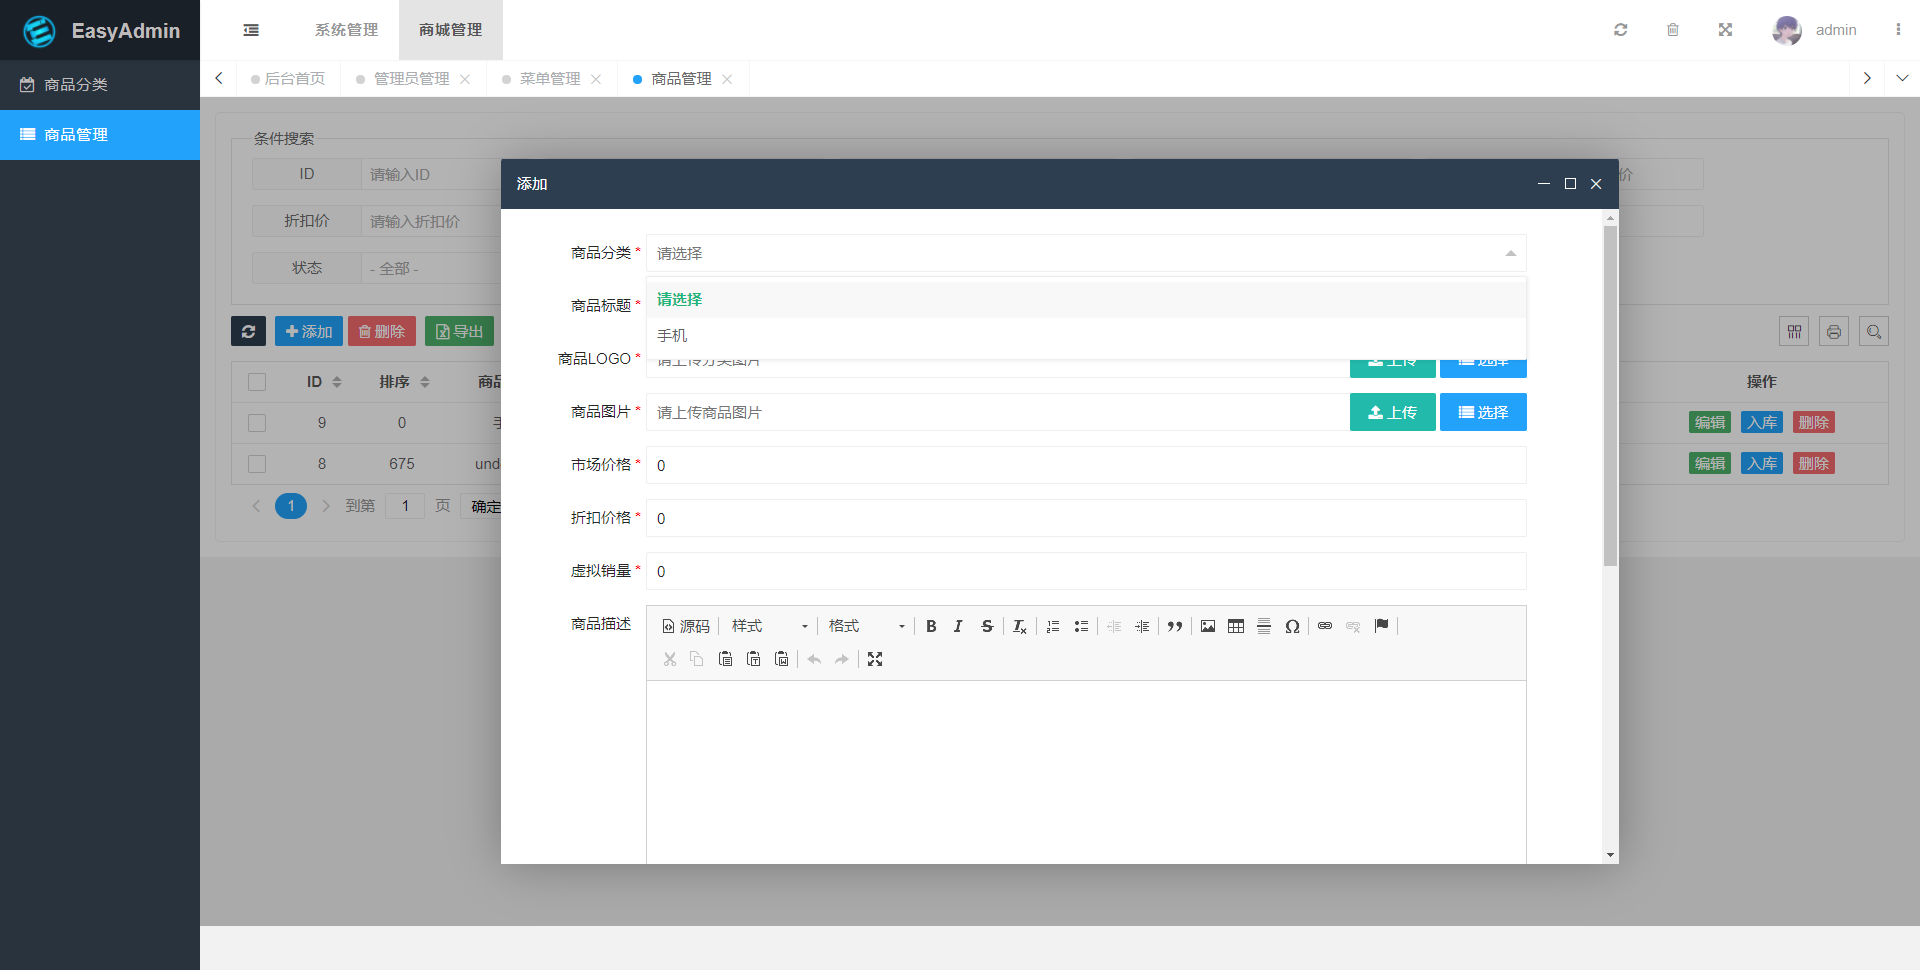 EasyAdmin
系统管理
商城管理
admin
后台首页
管理员管理
菜单管理
商品管理
商品分类
商品管理
条件搜索
ID
请输入ID
价
折扣价
请输入折扣价
状态
- 全部 -
添加
删除
导出
ID
排序
商品
操作
9
0
手
编辑
入库
删除
8
675
und
编辑
入库
删除
1
到第
1
页
确定
添加
商品分类 *
请选择
请选择
手机
商品标题 *
商品LOGO *
请上传分类图片
上传
选择
商品图片 *
请上传商品图片
上传
选择
市场价格 *
0
折扣价格 *
0
虚拟销量 *
0
商品描述
源码
样式
格式